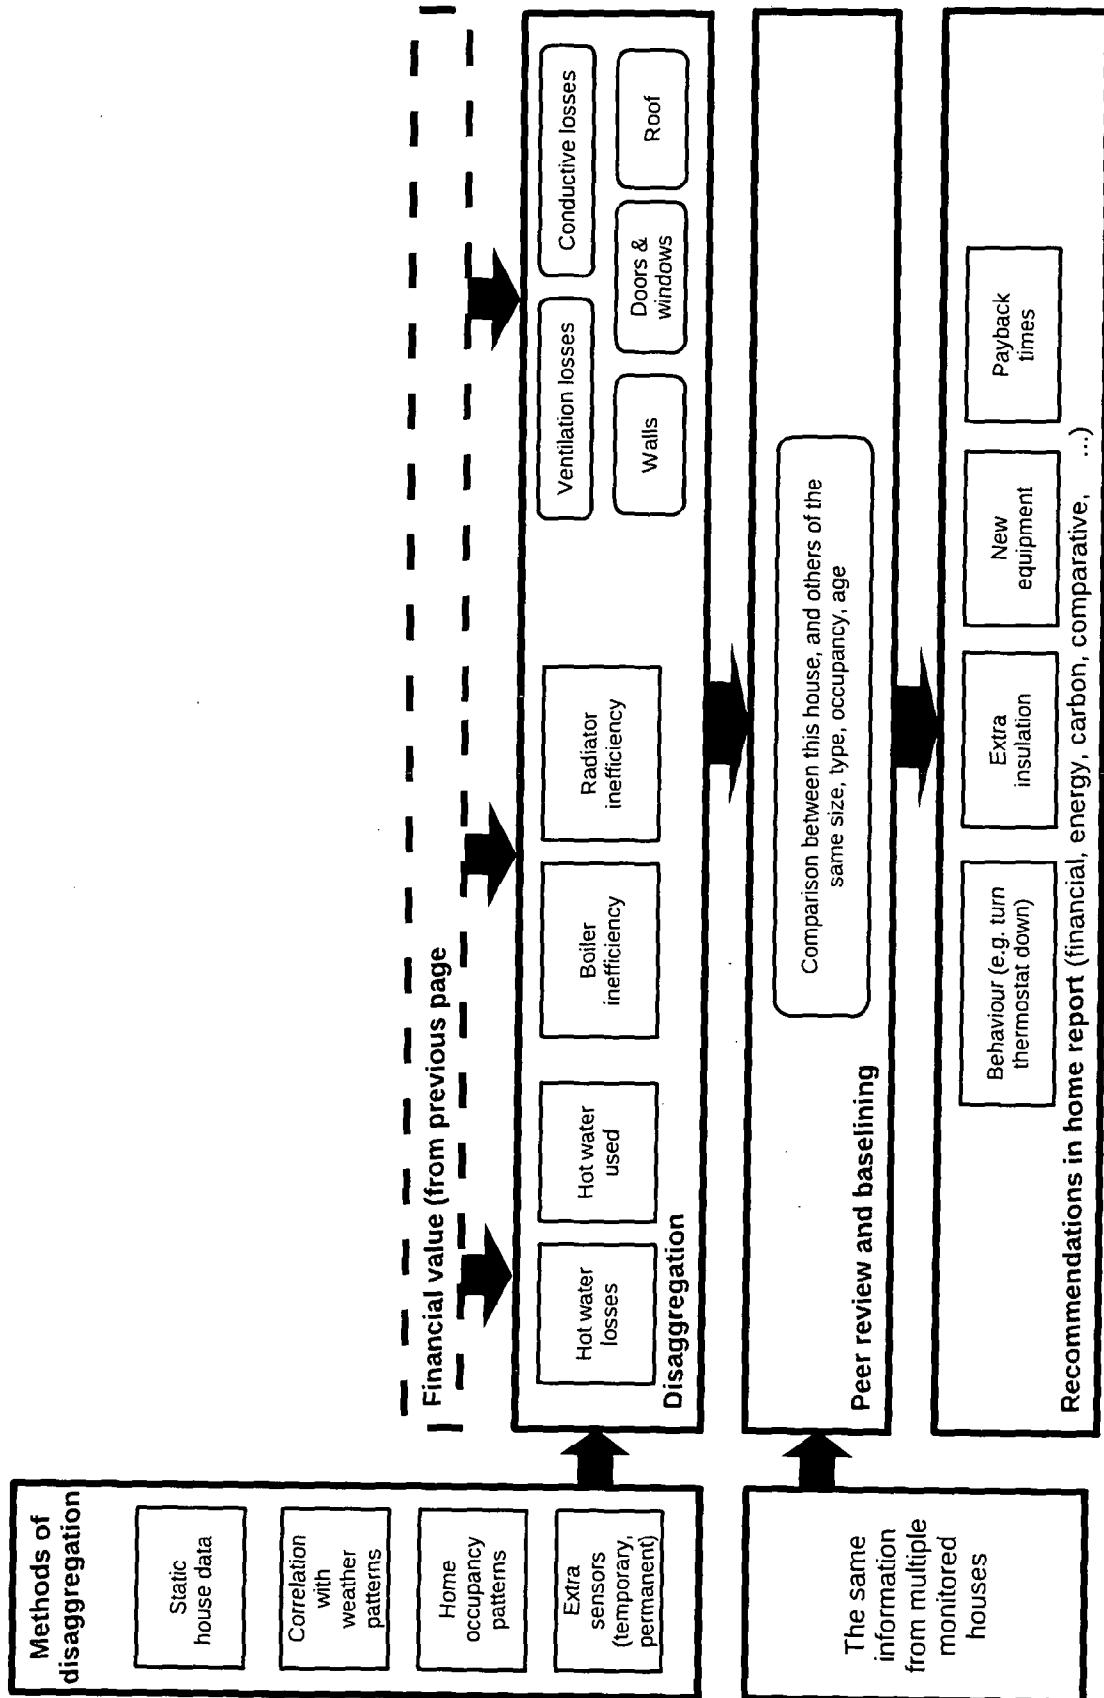 Methods of
disaggregation
Static
house data
Correlation
with
weather
patterns
Home
occupancy
patterns
Extra
sensors
(temporary,
permanent)
Financial value (from previous page
Hot water
losses
Hot water
used
Boiler
inefficiency
Radiator
inefficiency
Ventilation losses
Conductive losses
Walls
Doors &
windows
Roof
Disaggregation
The same
information
from multiple
monitored
houses
Comparison between this house, and others of the
same size, type, occupancy, age
Peer review and baselining
Behaviour (e.g. turn
thermostat down)
Extra
insulation
New
equipment
Payback
times
Recommendations in home report (financial, energy, carbon, comparative, ...)